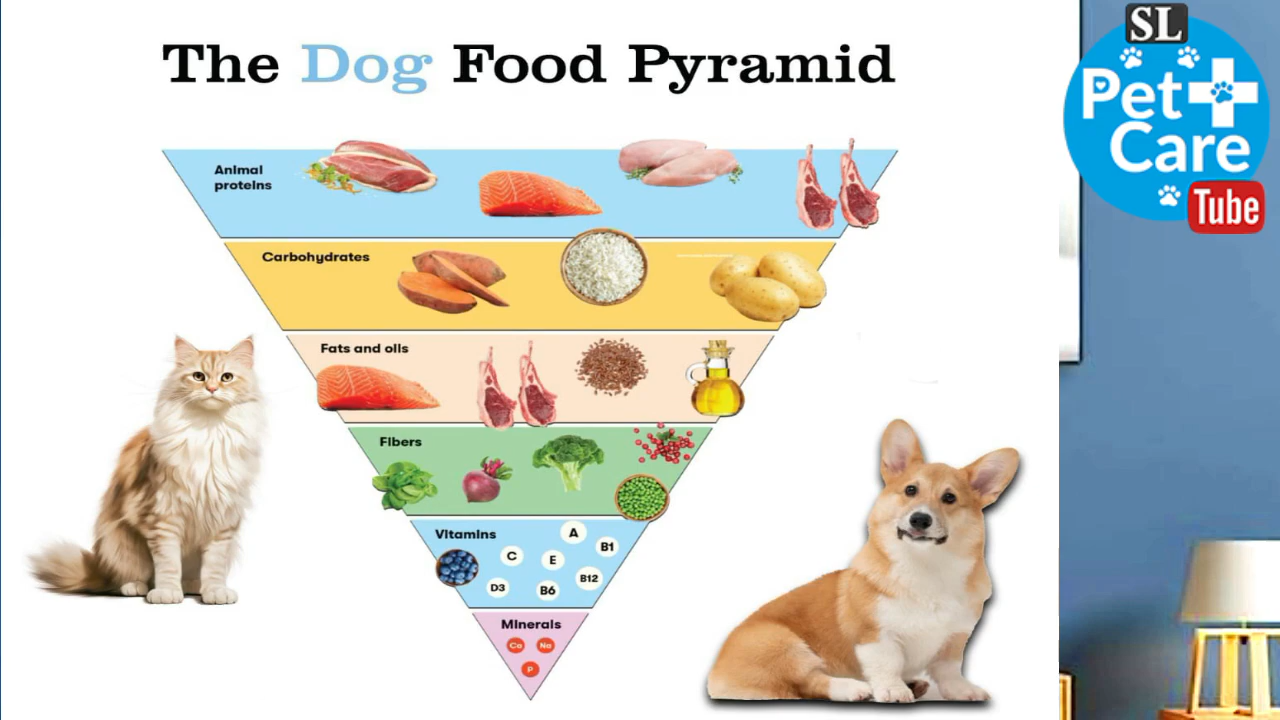 The Dog Food Pyramid
SL
Pet
Care
Tube
Animal
proteins
Carbohydrates
Fats and oils
Fibers
Vitamins
A
B1
C
E
B12
D3
B6
Minerals
Ca
Na
P